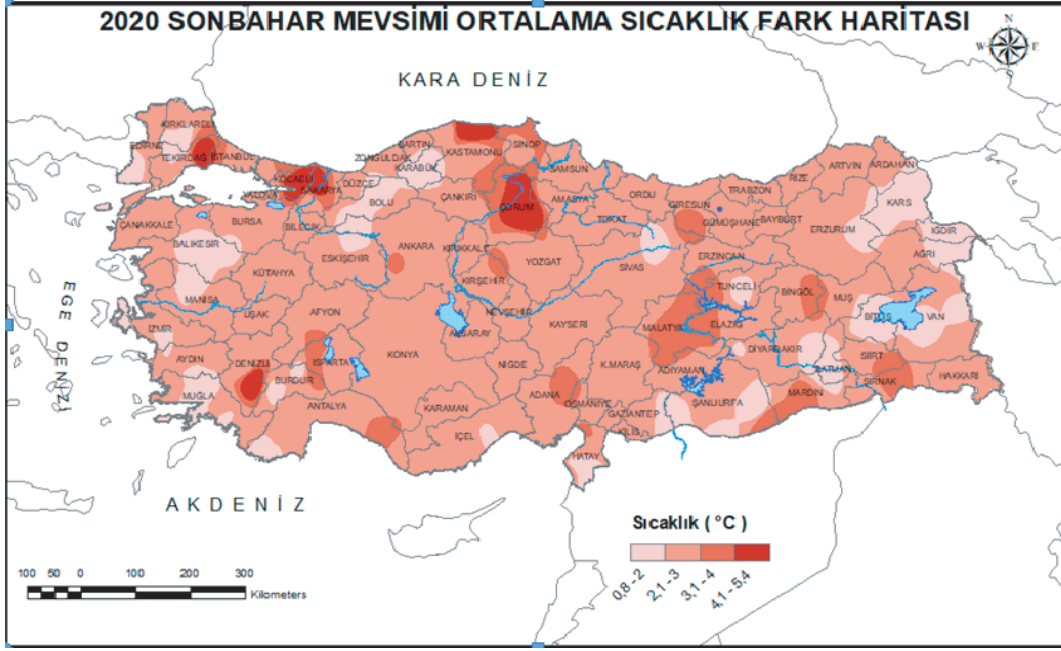 2020 SONBAHAR MEVSİMİ ORTALAMA SICAKLIK FARK HARİTASI
N
W E
S
KARA DENİZ
KIRKLARELİ
EDİRNE
TEKİRDAĞ İSTANBUL
KOCAELİ
YALOVA SAKARYA DÜZCE
ZONGULDAK BARTIN
KARABÜK
KASTAMONU SİNOP
SAMSUN
ARTVİN ARDAHAN
RİZE
TRABZON
ORDU
GİRESUN
GÜMÜŞHANE BAYBURT
KARS
IĞDIR
ÇANAKKALE
BURSA
BİLECİK
BOLU
ÇANKIRI
ÇORUM
AMASYA
TOKAT
ERZURUM
AĞRI
BALIKESİR
ESKİŞEHİR
ANKARA
KIRIKKALE
YOZGAT
SİVAS
ERZİNCAN
KÜTAHYA
KIRŞEHİR
TUNCELİ
BİNGÖL
MUŞ
MANİSA
UŞAK
AFYON
NEVŞEHİR
KAYSERİ
MALATYA
ELAZIĞ
BİTLİS
VAN
İZMİR
AKSARAY
DİYARBAKIR
EGE DENİZİ
AYDIN
DENİZLİ
ISPARTA
KONYA
NİĞDE
K.MARAŞ
ADIYAMAN
BATMAN
SİİRT
ŞIRNAK
HAKKARİ
BURDUR
MUĞLA
ANTALYA
KARAMAN
ADANA
OSMANİYE
GAZİANTEP
ŞANLIURFA
MARDİN
İÇEL
KİLİS
HATAY
AKDENİZ
Sıcaklık ( °C )
0,8 - 2
2,1 - 3
3,1 - 4
4,1 - 5,4
100 50 0 100 200 300
Kilometers